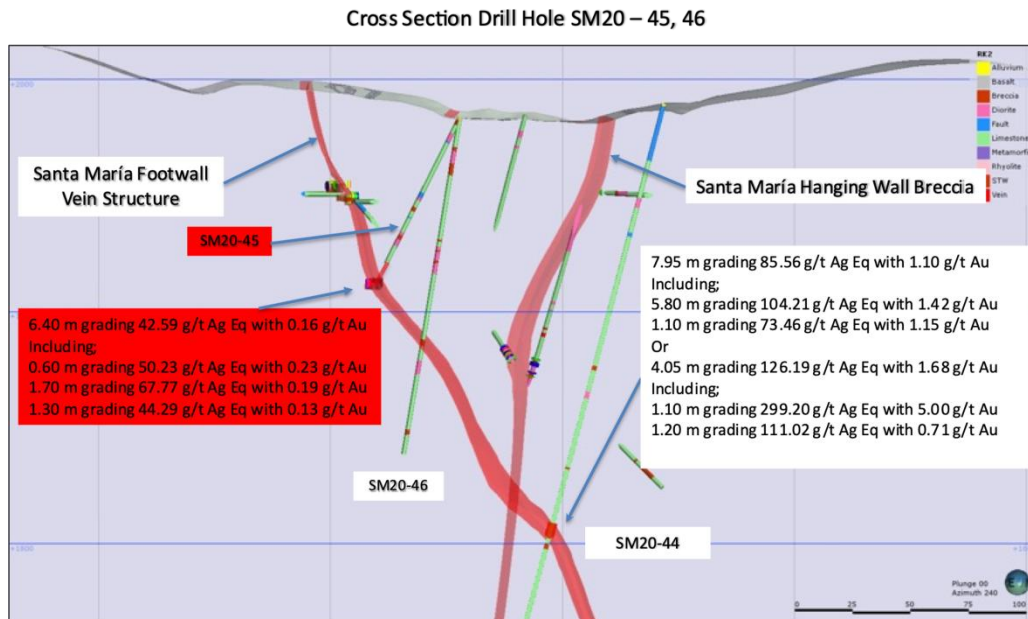 Cross Section Drill Hole SM20 – 45, 46
RK2
Alluvium
Basalt
Breccia
Diorite
Fault
Limestone
Metamorfi
Rhyolite
STW
Vein
+2000
Santa María Footwall
Vein Structure
Santa María Hanging Wall Breccia
SM20-45
7.95 m grading 85.56 g/t Ag Eq with 1.10 g/t Au
Including;
5.80 m grading 104.21 g/t Ag Eq with 1.42 g/t Au
1.10 m grading 73.46 g/t Ag Eq with 1.15 g/t Au
Or
4.05 m grading 126.19 g/t Ag Eq with 1.68 g/t Au
Including;
1.10 m grading 299.20 g/t Ag Eq with 5.00 g/t Au
1.20 m grading 111.02 g/t Ag Eq with 0.71 g/t Au
6.40 m grading 42.59 g/t Ag Eq with 0.16 g/t Au
Including;
0.60 m grading 50.23 g/t Ag Eq with 0.23 g/t Au
1.70 m grading 67.77 g/t Ag Eq with 0.19 g/t Au
1.30 m grading 44.29 g/t Ag Eq with 0.13 g/t Au
SM20-46
SM20-44
+1800
Plunge 00
Azimuth 240
0 25 50 75 100